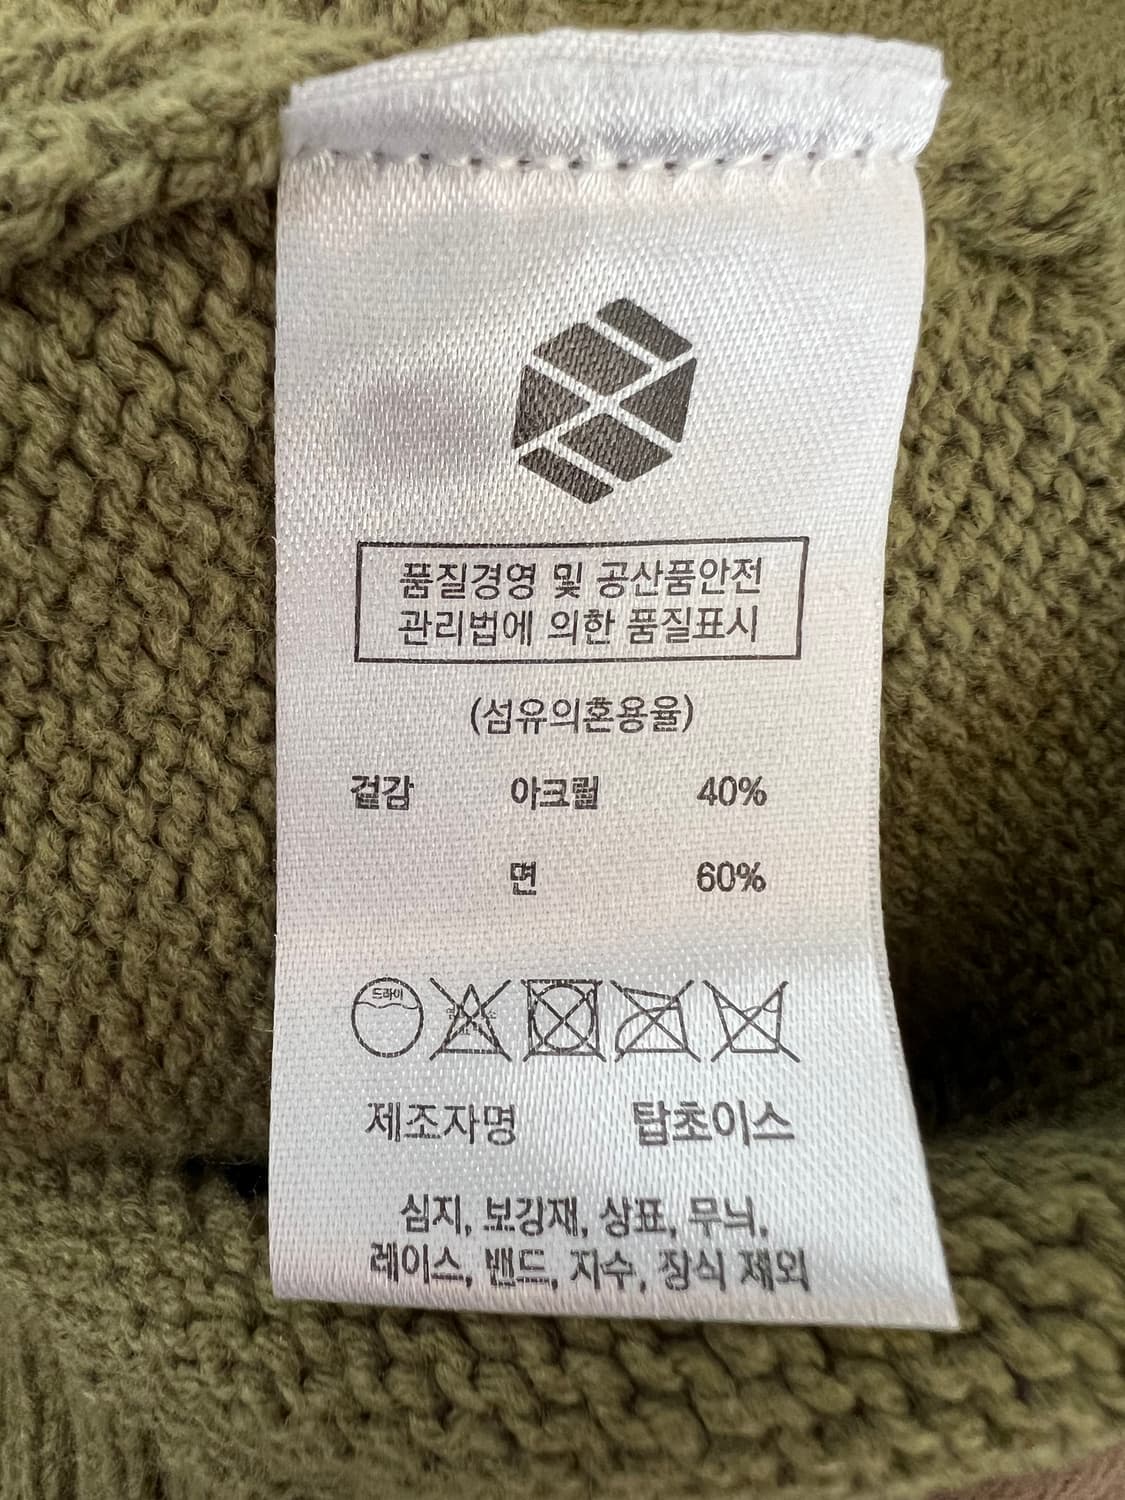 품질경영 및 공산품안전
관리법에 의한 품질표시
(섬유의혼용율)
겉감 아크릴 40%
면 60%
드라이
제조자명 탑초이스
심지, 보강재, 상표, 무늬,
레이스, 밴드, 자수, 장식 제외